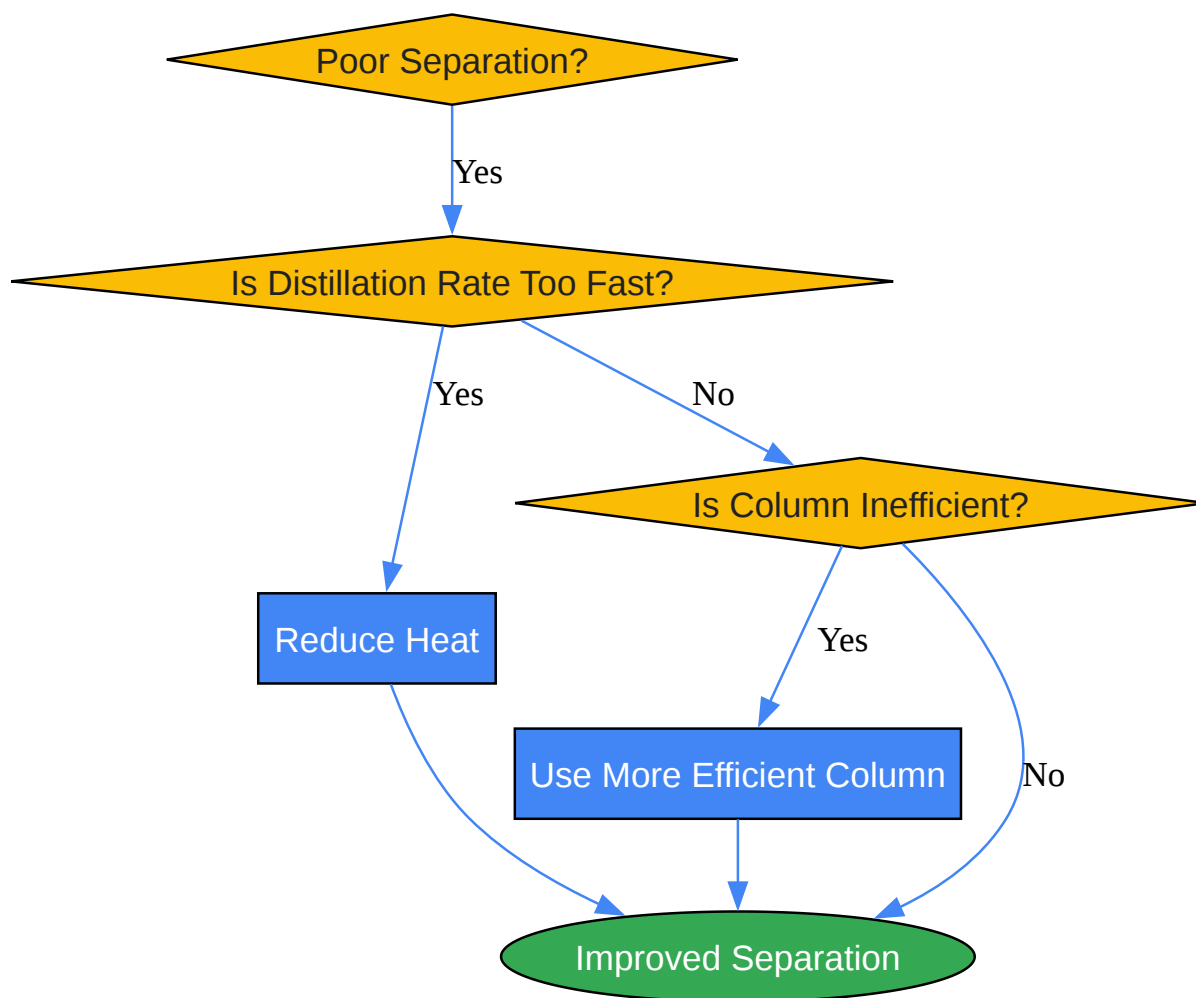 Poor Separation?
Yes
Is Distillation Rate Too Fast?
Yes
No
Is Column Inefficient?
Reduce Heat
Yes
Use More Efficient Column
No
Improved Separation